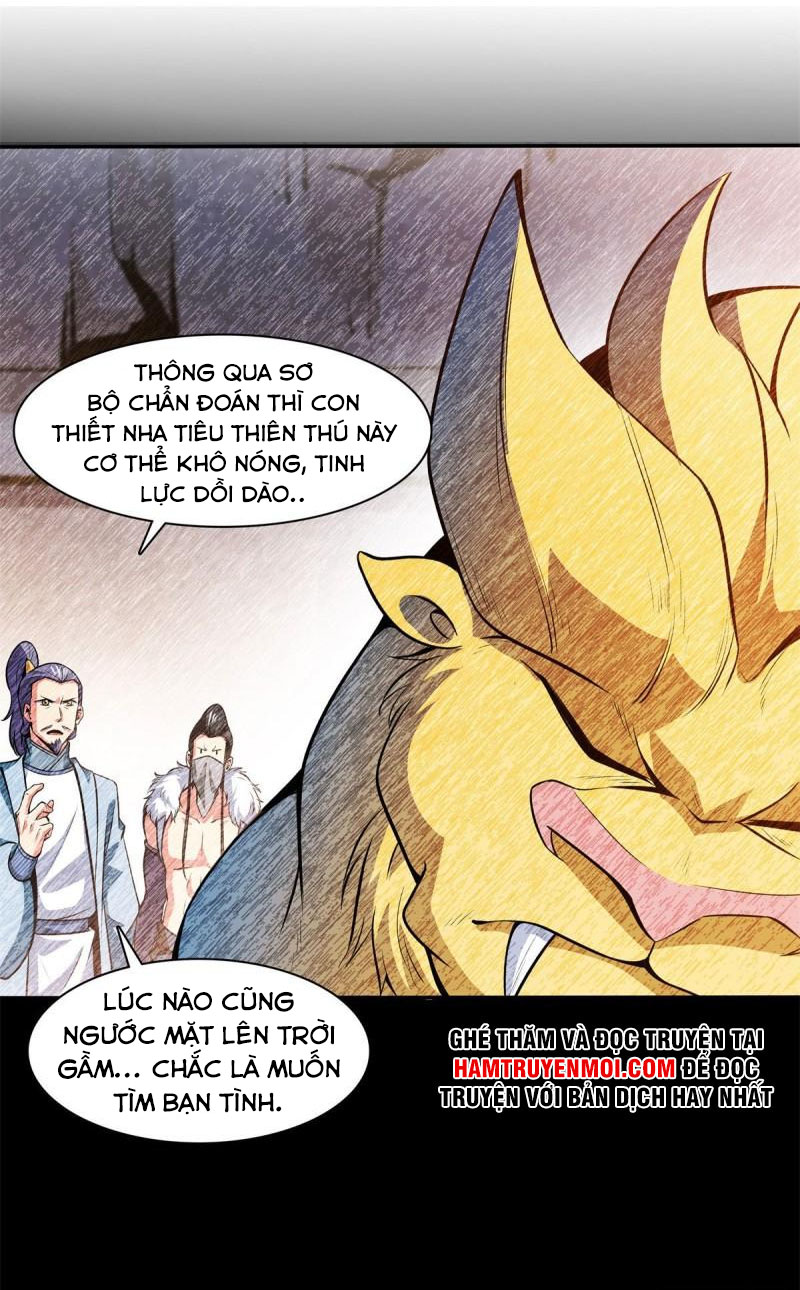 THÔNG QUA SƠ
BỘ CHẨN ĐOÁN THÌ CON
THIẾT NHA TIÊU THIÊN THÚ NÀY
CƠ THỂ KHÔ NÓNG, TINH
LỰC DỒI DÀO..
LÚC NÀO CŨNG
NGƯỚC MẶT LÊN TRỜI
GẦM... CHẮC LÀ MUỐN
TÌM BẠN TÌNH.
GHÉ THĂM VÀ ĐỌC TRUYỆN TẠI
HAMTRUYENMOI.COM ĐỂ ĐỌC
TRUYỆN VỚI BẢN DỊCH HAY NHẤT